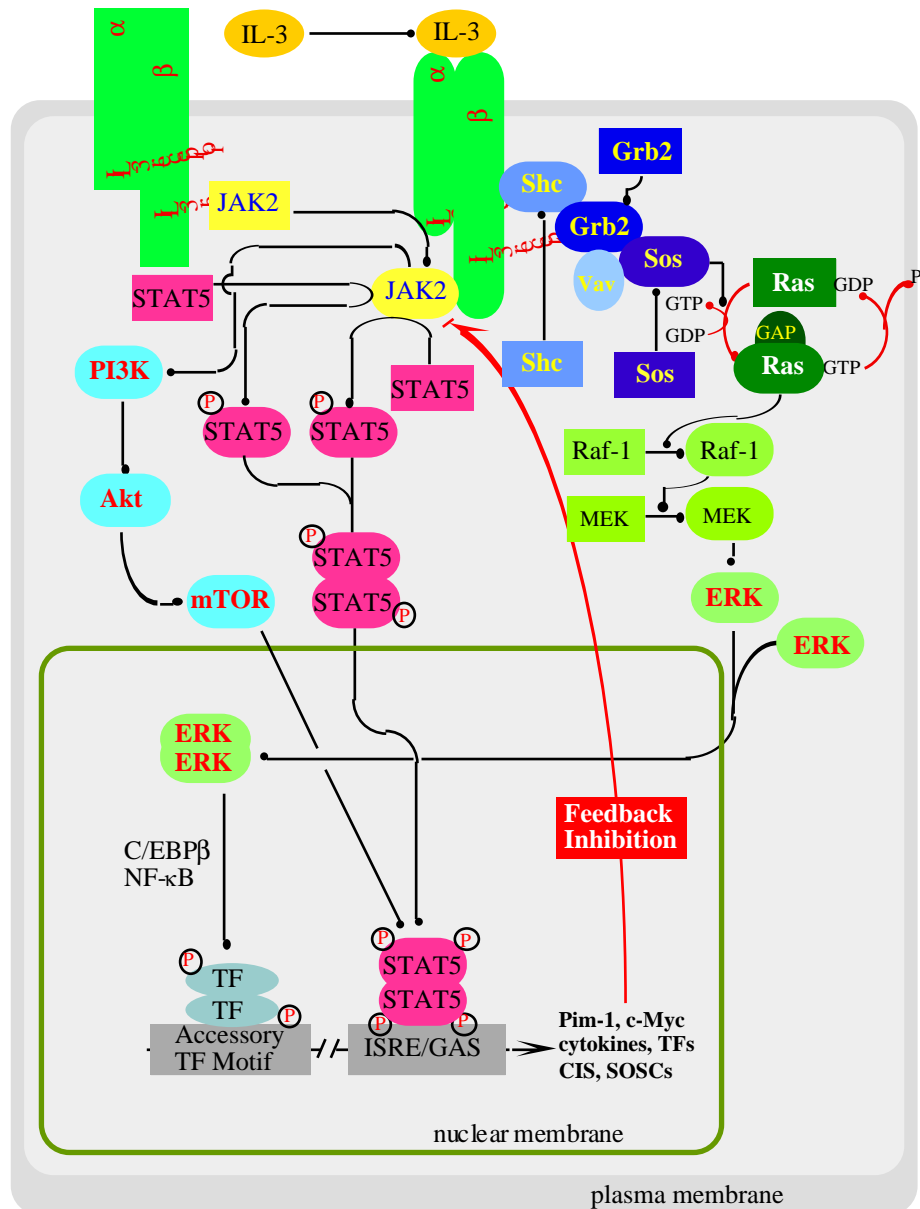 α
β
IL-3
IL-3
α
β
JAK2
Shc
Grb2
Grb2
Vav
Sos
STAT5
JAK2
Ras
GDP
P
GTP
GDP
GAP
Ras
GTP
PI3K
Shc
Sos
STAT5
P
STAT5
P
STAT5
Raf-1
Raf-1
Akt
MEK
MEK
P
STAT5
STAT5
P
mTOR
ERK
ERK
ERK
ERK
Feedback
Inhibition
C/EBPβ
NF-κB
P
TF
TF
P
P
P
STAT5
STAT5
P
P
Accessory
TF Motif
ISRE/GAS
Pim-1, c-Myc
cytokines, TFs
CIS, SOSCs
nuclear membrane
plasma membrane